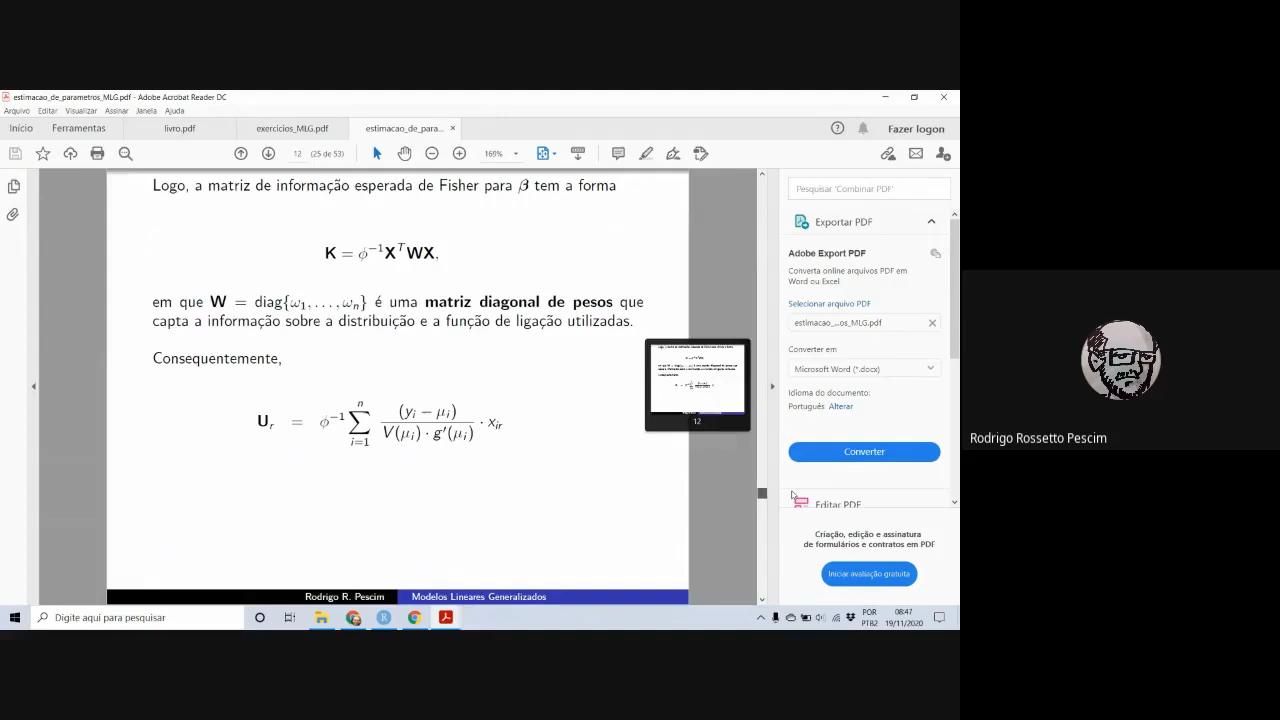 estimacao_de_parametros_MLG.pdf - Adobe Acrobat Reader DC
Arquivo Editar Visualizar Assinar Janela Ajuda
Início Ferramentas livro.pdf exercicios_MLG.pdf estimacao_de_para... × Fazer logon
12 (25 de 53) 169%
Logo, a matriz de informação esperada de Fisher para β tem a forma
K = ϕ⁻¹XᵀWX,
em que W = diag{ω₁, . . . , ωₙ} é uma matriz diagonal de pesos que
capta a informação sobre a distribuição e a função de ligação utilizadas.
Consequentemente,
Uᵣ = ϕ⁻¹ ∑ⁿᵢ₌₁ (yᵢ − μᵢ) / V(μᵢ) · g′(μᵢ) · xᵢᵣ
12
Rodrigo R. Pescim Modelos Lineares Generalizados
Pesquisar 'Combinar PDF'
Exportar PDF
Adobe Export PDF
Converta online arquivos PDF em
Word ou Excel
Selecionar arquivo PDF
estimacao_...os_MLG.pdf
Converter em
Microsoft Word (*.docx)
Idioma do documento:
Português Alterar
Converter
Editar PDF
Criação, edição e assinatura
de formulários e contratos em PDF
Iniciar avaliação gratuita
Digite aqui para pesquisar
POR
PTB2
08:47
19/11/2020
Rodrigo Rossetto Pescim